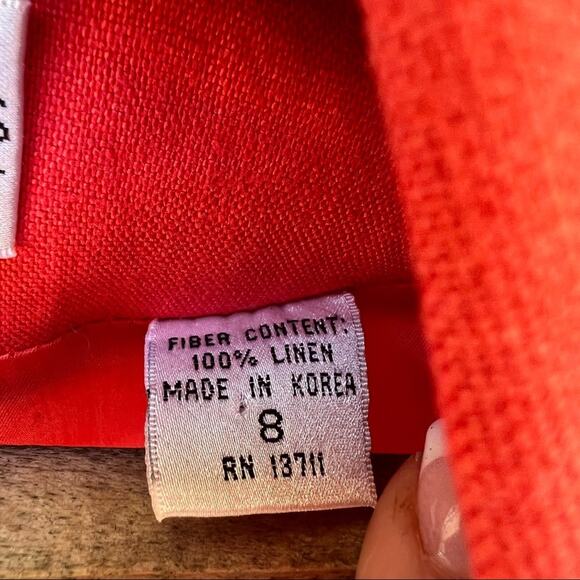 FIBER CONTENT:
100% LINEN
MADE IN KOREA
8
RN 13711